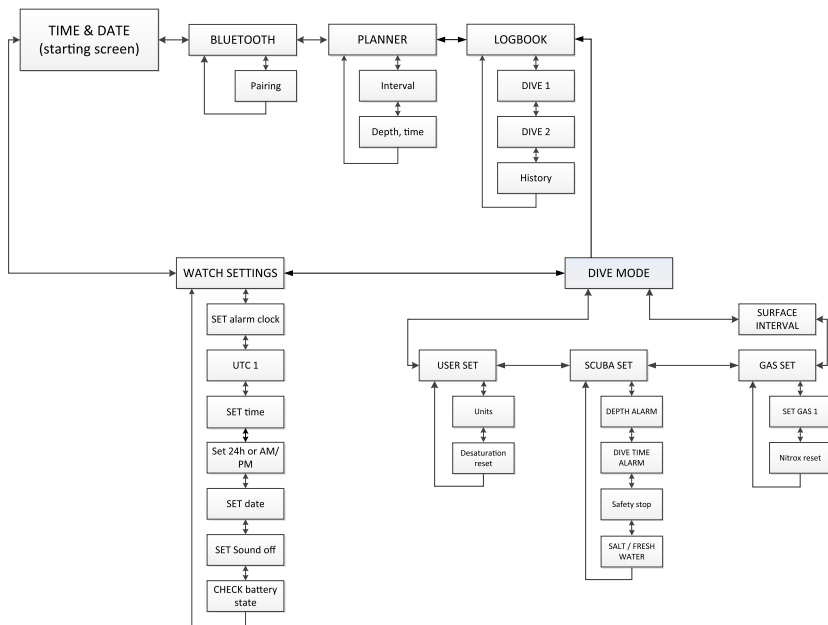 TIME & DATE
(starting screen)
BLUETOOTH
PLANNER
LOGBOOK
Pairing
Interval
DIVE 1
Depth, time
DIVE 2
History
WATCH SETTINGS
DIVE MODE
SET alarm clock
SURFACE
INTERVAL
UTC 1
USER SET
SCUBA SET
GAS SET
SET time
Units
DEPTH ALARM
SET GAS 1
Set 24h or AM/
PM
Desaturation
reset
DIVE TIME
ALARM
Nitrox reset
SET date
Safety stop
SET Sound off
SALT / FRESH
WATER
CHECK battery
state